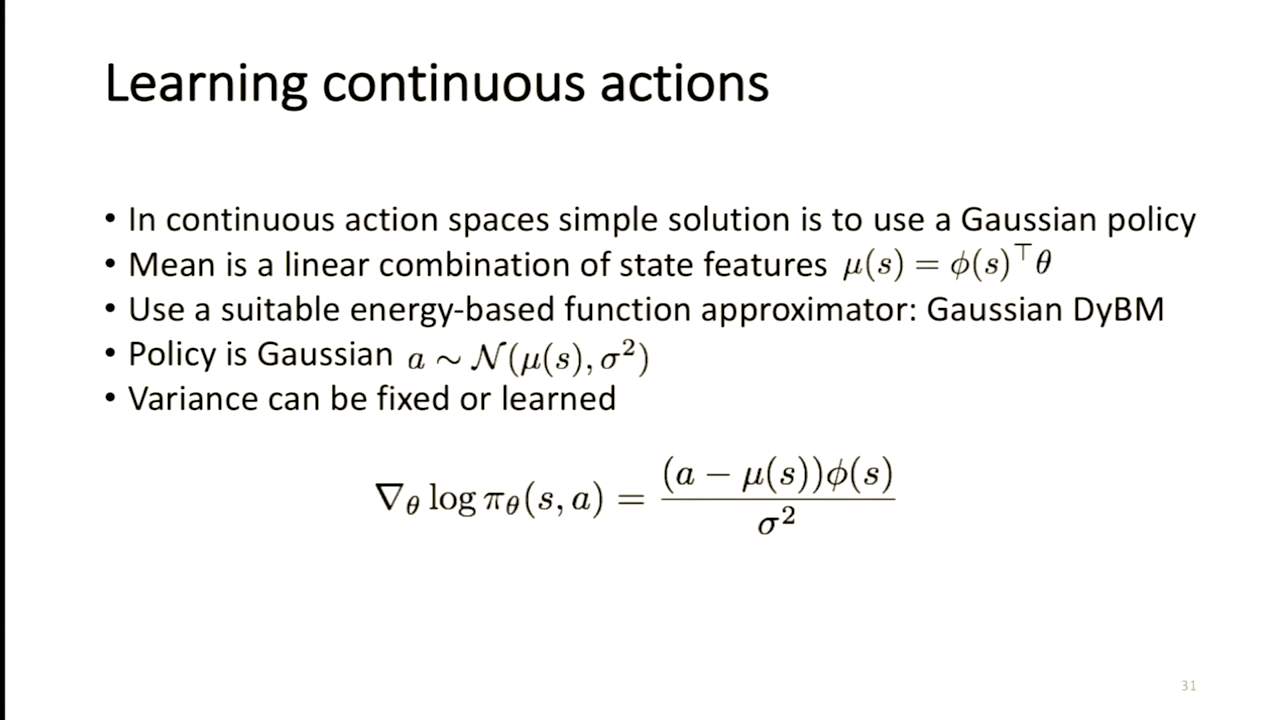 Learning continuous actions
• In continuous action spaces simple solution is to use a Gaussian policy
• Mean is a linear combination of state features μ(s) = ϕ(s)⊤θ
• Use a suitable energy-based function approximator: Gaussian DyBM
• Policy is Gaussian a ∼ 𝒩(μ(s), σ²)
• Variance can be fixed or learned
∇θ log πθ(s, a) = (a − μ(s))ϕ(s) / σ²
31